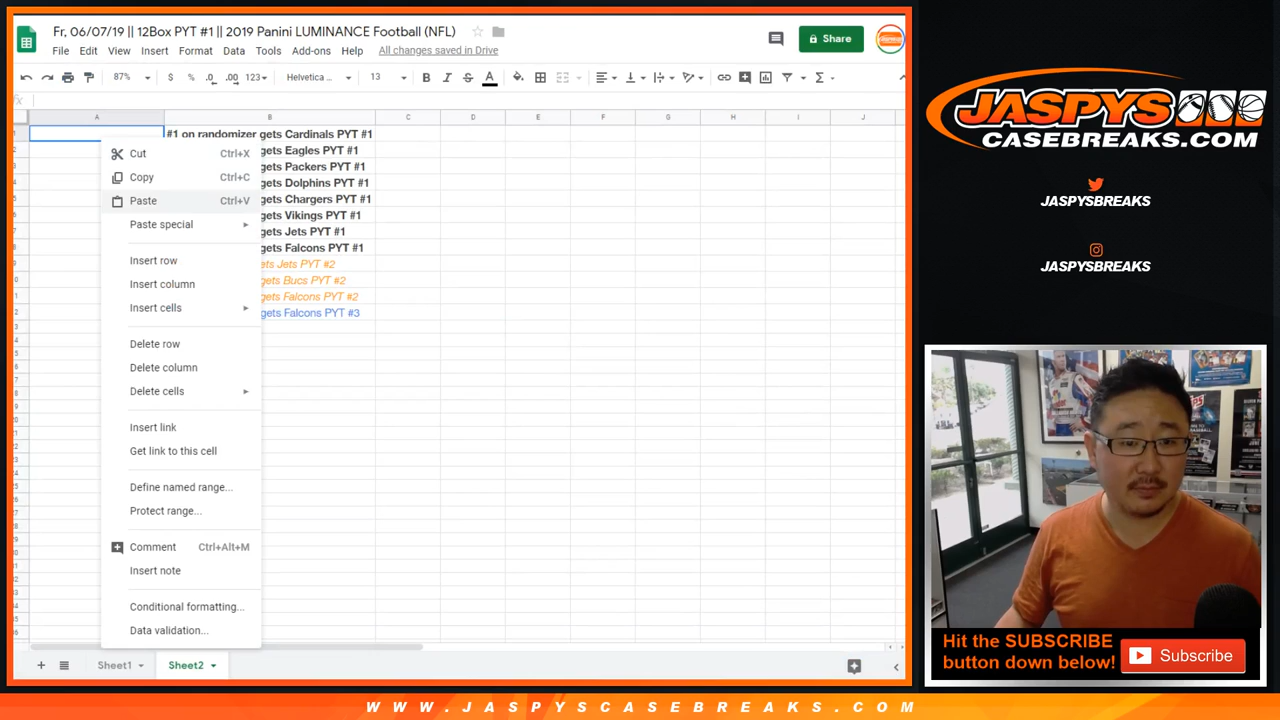 Fr, 06/07/19 || 12Box PYT #1 || 2019 Panini LUMINANCE Football (NFL)
File Edit View Insert Format Data Tools Add-ons Help All changes saved in Drive
Share
87% $ % .0 .00 123 Helvetica ... 13 B I S A
fx
A B C D E F G H I J
#1 on randomizer gets Cardinals PYT #1
gets Eagles PYT #1
gets Packers PYT #1
gets Dolphins PYT #1
gets Chargers PYT #1
gets Vikings PYT #1
gets Jets PYT #1
gets Falcons PYT #1
gets Jets PYT #2
gets Bucs PYT #2
gets Falcons PYT #2
gets Falcons PYT #3
Cut Ctrl+X
Copy Ctrl+C
Paste Ctrl+V
Paste special
Insert row
Insert column
Insert cells
Delete row
Delete column
Delete cells
Insert link
Get link to this cell
Define named range...
Protect range...
Comment Ctrl+Alt+M
Insert note
Conditional formatting...
Data validation...
Sheet1 Sheet2
JASPYS
CASEBREAKS.COM
JASPYSBREAKS
JASPYSBREAKS
Hit the SUBSCRIBE
button down below!
Subscribe
WWW.JASPYSCASEBREAKS.COM